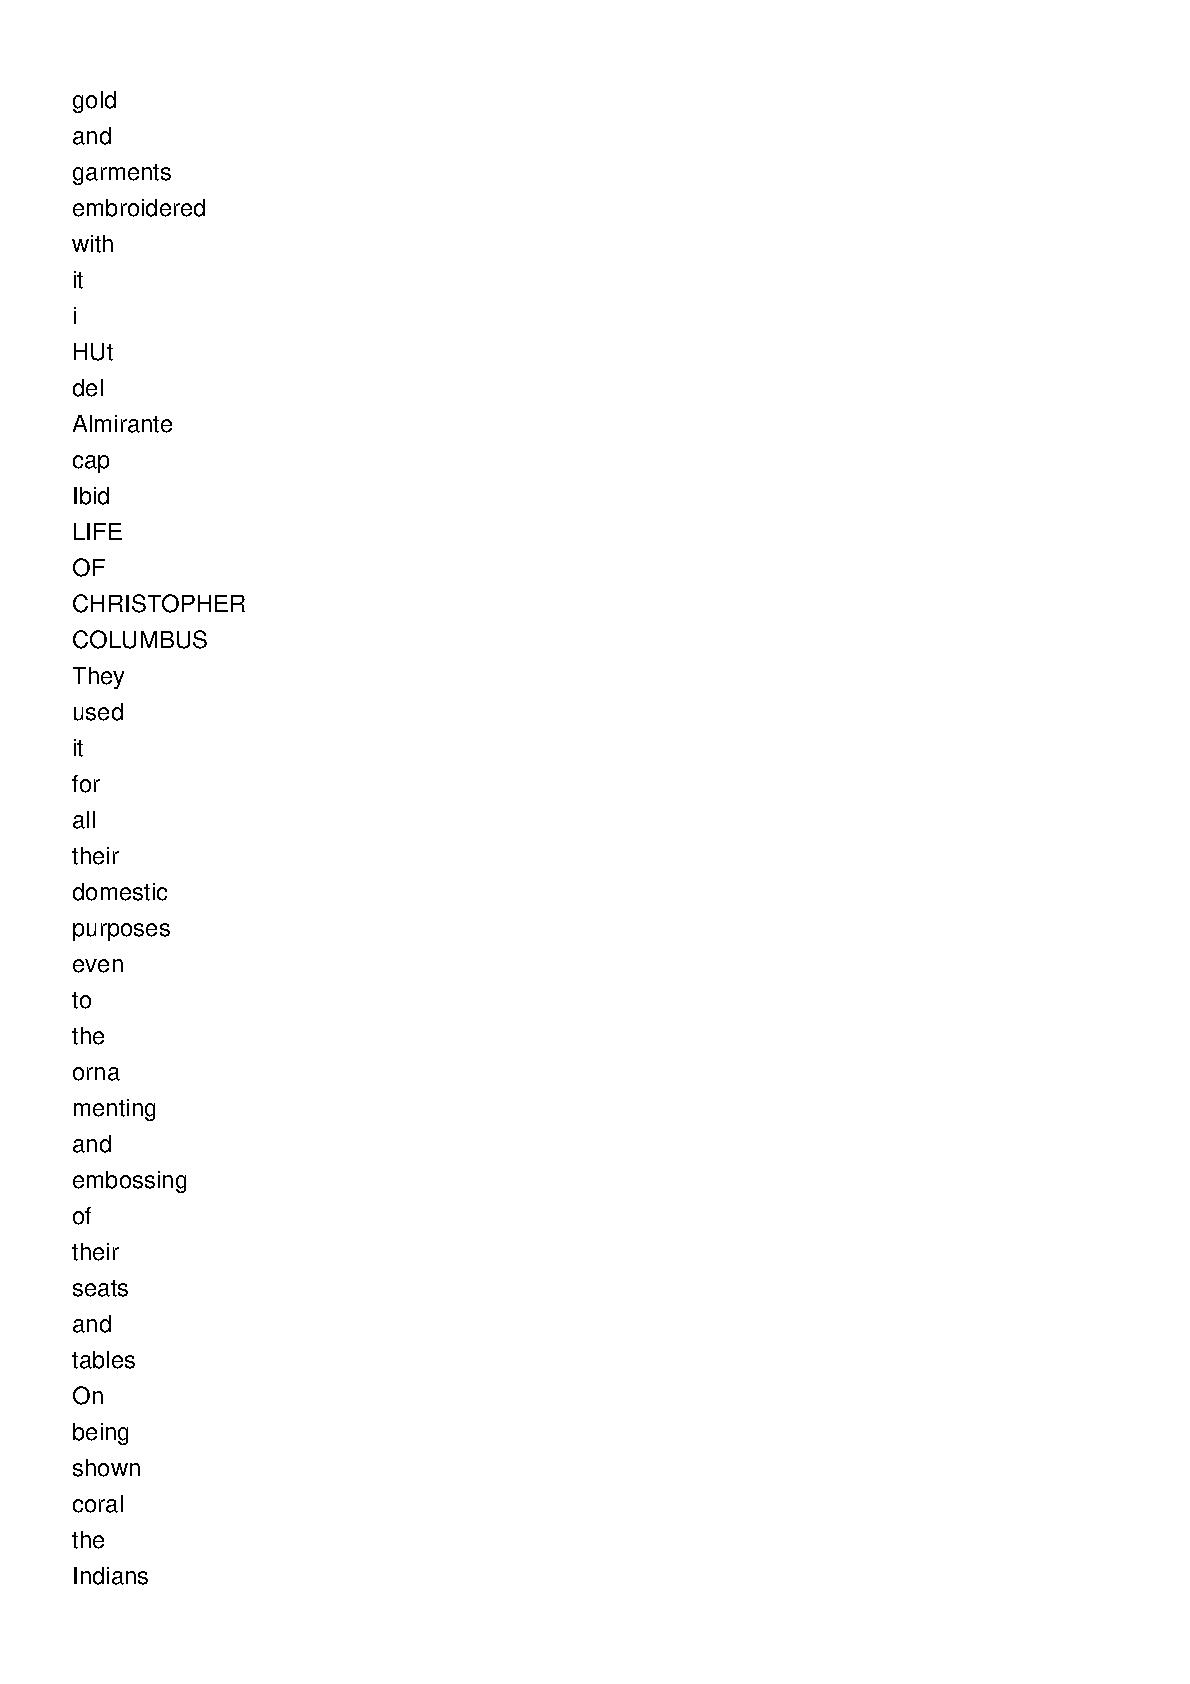 gold
and
garments
embroidered
with
it
i
HUt
del
Almirante
cap
Ibid
LIFE
OF
CHRISTOPHER
COLUMBUS
They
used
it
for
all
their
domestic
purposes
even
to
the
orna
menting
and
embossing
of
their
seats
and
tables
On
being
shown
coral
the
Indians